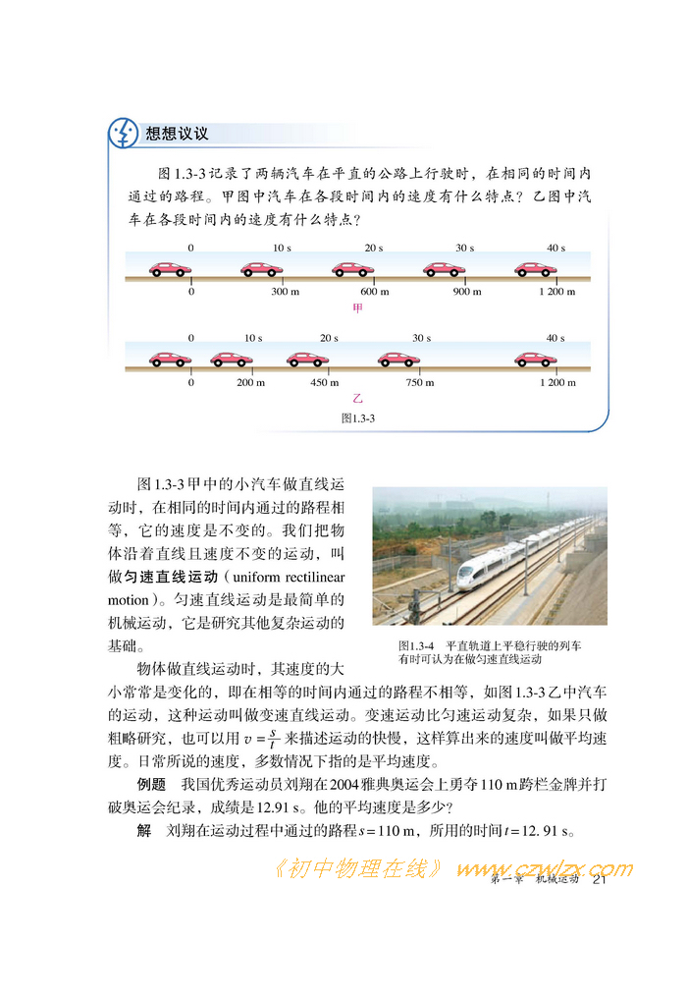 想想议议
图1.3-3记录了两辆汽车在平直的公路上行驶时，在相同的时间内
通过的路程。甲图中汽车在各段时间内的速度有什么特点？乙图中汽
车在各段时间内的速度有什么特点？
0 10 s 20 s 30 s 40 s
0 300 m 600 m 900 m 1 200 m
甲
0 10 s 20 s 30 s 40 s
0 200 m 450 m 750 m 1 200 m
乙
图1.3-3
图1.3-3甲中的小汽车做直线运
动时，在相同的时间内通过的路程相
等，它的速度是不变的。我们把物
体沿着直线且速度不变的运动，叫
做匀速直线运动（uniform rectilinear
motion）。匀速直线运动是最简单的
机械运动，它是研究其他复杂运动的
基础。
图1.3-4 平直轨道上平稳行驶的列车
有时可认为在做匀速直线运动
物体做直线运动时，其速度的大
小常常是变化的，即在相等的时间内通过的路程不相等，如图1.3-3乙中汽车
的运动，这种运动叫做变速直线运动。变速运动比匀速运动复杂，如果只做
粗略研究，也可以用 v = s/t 来描述运动的快慢，这样算出来的速度叫做平均速
度。日常所说的速度，多数情况下指的是平均速度。
例题 我国优秀运动员刘翔在2004雅典奥运会上勇夺110 m跨栏金牌并打
破奥运会纪录，成绩是12.91 s。他的平均速度是多少？
解 刘翔在运动过程中通过的路程s=110 m，所用的时间t=12. 91 s。
《初中物理在线》 www.czwlzx.com
第一章 机械运动 21